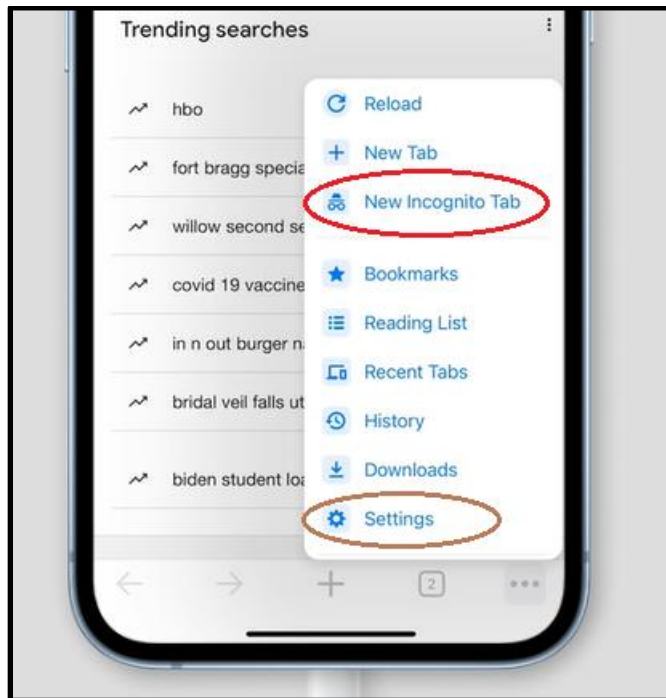 Trending searches
hbo
fort bragg specia
willow second se
covid 19 vaccine
in n out burger n
bridal veil falls ut
biden student loa
Reload
New Tab
New Incognito Tab
Bookmarks
Reading List
Recent Tabs
History
Downloads
Settings
2